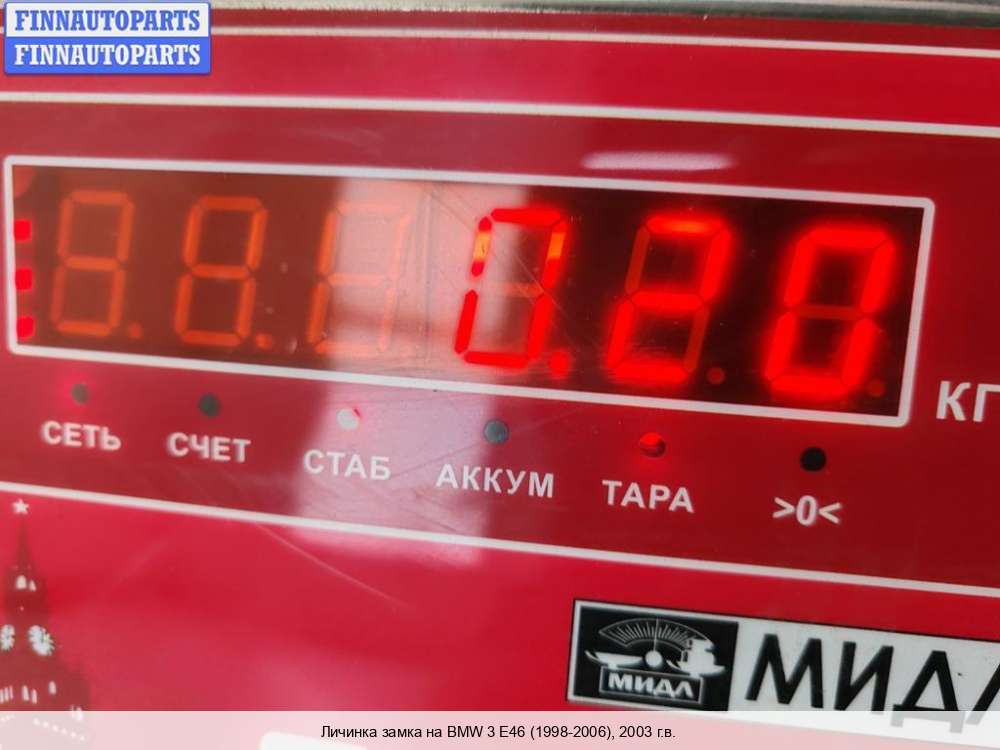 FINNAUTOPARTS
FINNAUTOPARTS
0.20
КГ
СЕТЬ СЧЕТ СТАБ АККУМ ТАРА >0<
МИДЛ
МИДЛ
Личинка замка на BMW 3 E46 (1998-2006), 2003 г.в.